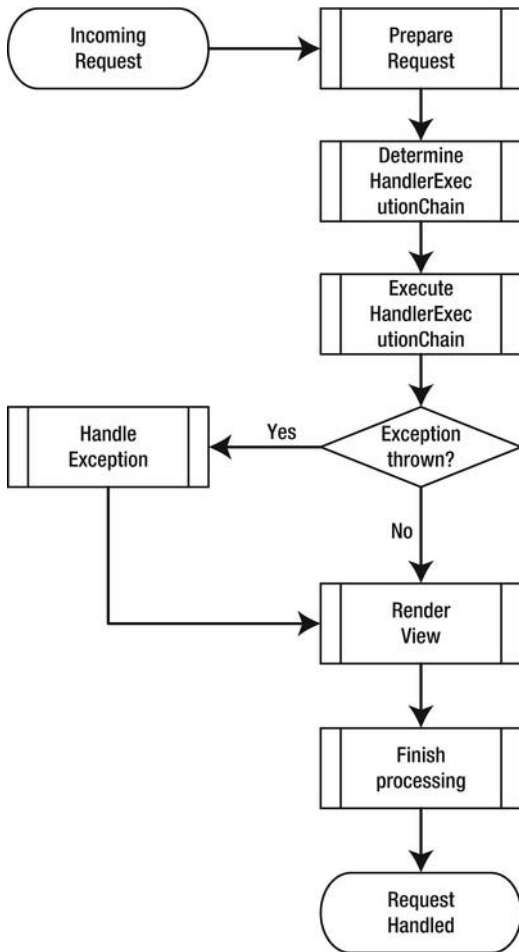 Incoming
Request
Prepare
Request
Determine
HandlerExec
utionChain
Execute
HandlerExec
utionChain
Handle
Exception
Yes
Exception
thrown?
No
Render
View
Finish
processing
Request
Handled